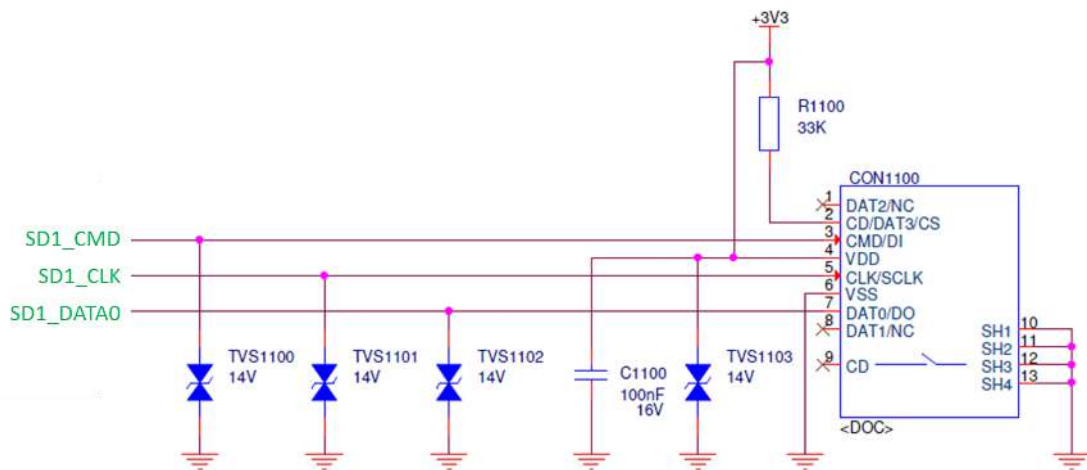 +3V3
R1100
33K
CON1100
1
DAT2/NC
2
CD/DAT3/CS
SD1_CMD
3
CMD/DI
4
VDD
SD1_CLK
5
CLK/SCLK
6
VSS
SD1_DATA0
7
DAT0/DO
8
DAT1/NC
SH1
10
SH2
11
9
CD
SH3
12
SH4
13
TVS1100
14V
TVS1101
14V
TVS1102
14V
C1100
100nF
16V
TVS1103
14V
<DOC>